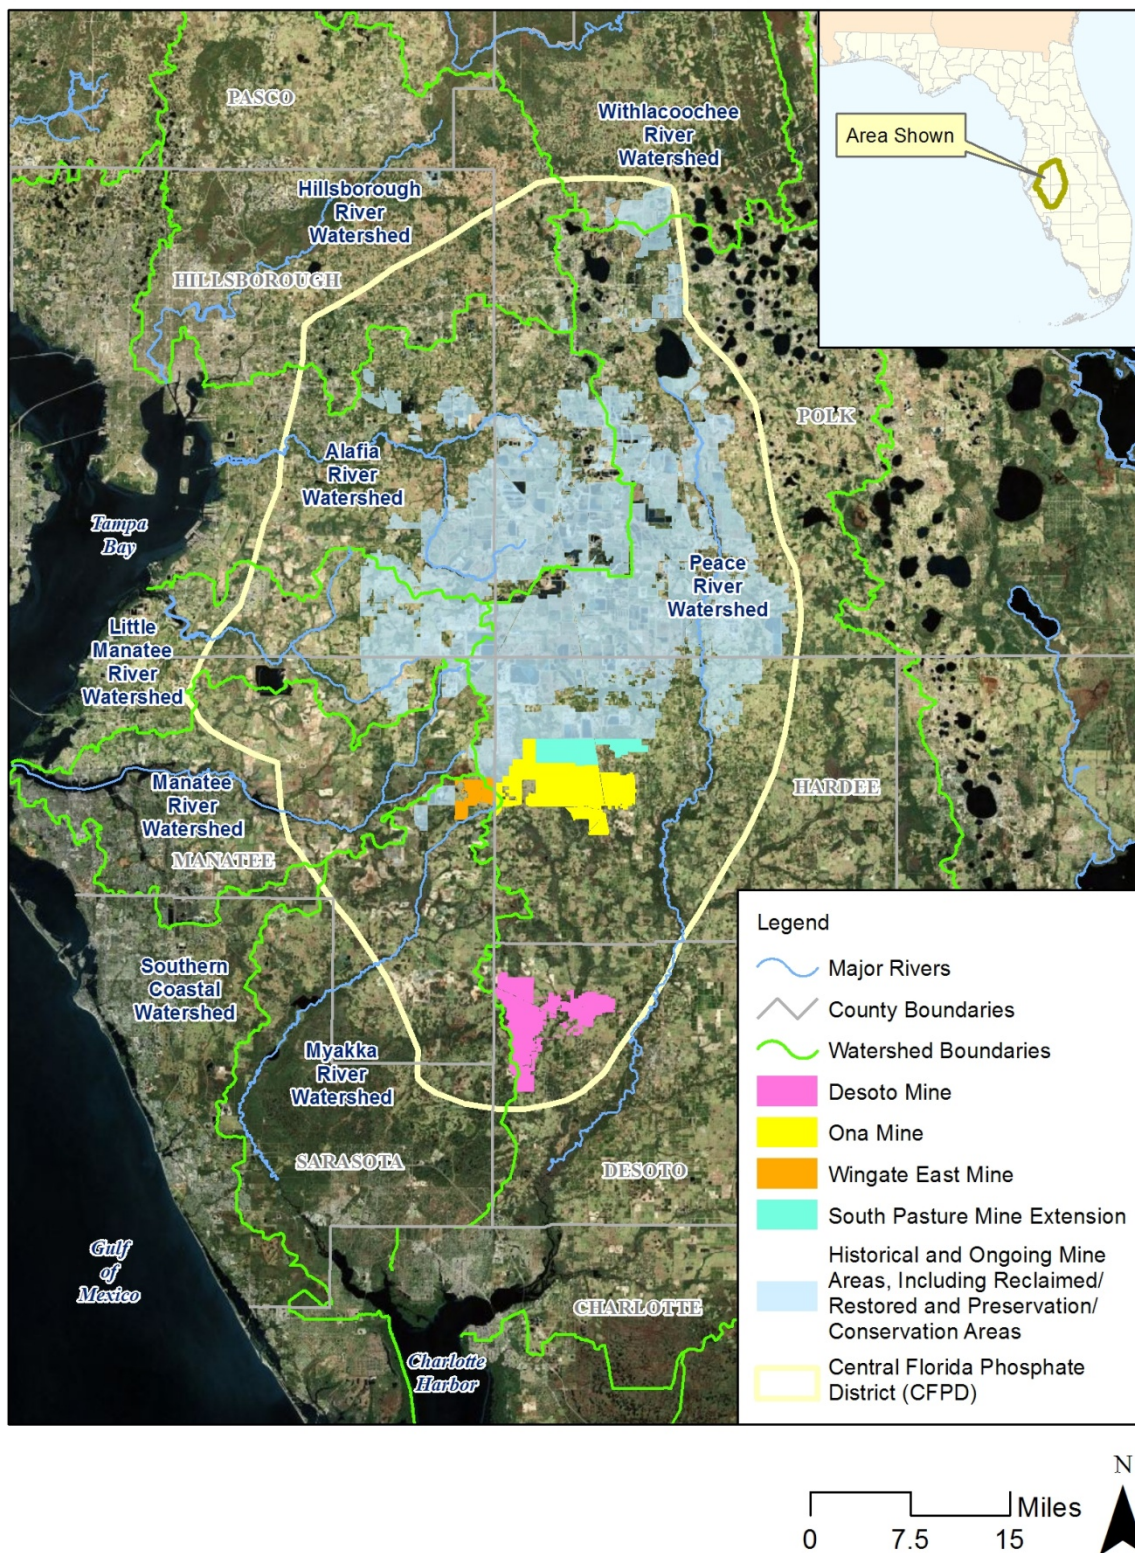 PASCO
Withlacoochee
River
Watershed
Area Shown
Hillsborough
River
Watershed
HILLSBOROUGH
POLK
Alafia
River
Watershed
Tampa
Bay
Peace
River
Watershed
Little
Manatee
River
Watershed
Manatee
River
Watershed
HARDEE
MANATEE
Southern
Coastal
Watershed
Myakka
River
Watershed
SARASOTA
DESOTO
Gulf
of
Mexico
CHARLOTTE
Charlotte
Harbor
Legend
Major Rivers
County Boundaries
Watershed Boundaries
Desoto Mine
Ona Mine
Wingate East Mine
South Pasture Mine Extension
Historical and Ongoing Mine
Areas, Including Reclaimed/
Restored and Preservation/
Conservation Areas
Central Florida Phosphate
District (CFPD)
N
Miles
0 7.5 15